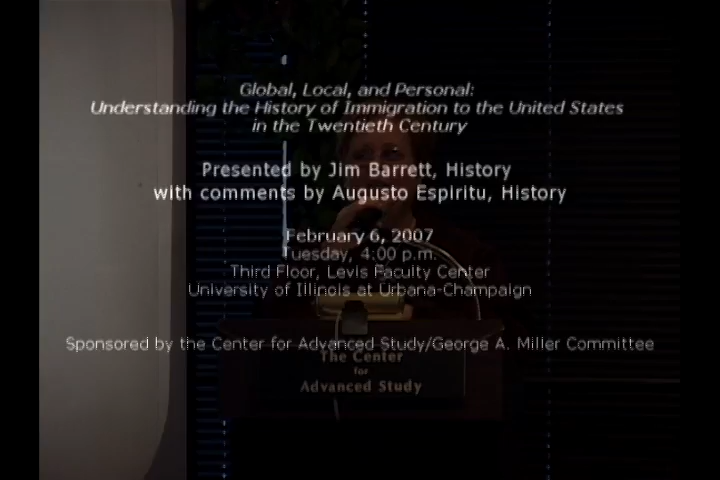 Global, Local, and Personal:
Understanding the History of Immigration to the United States
in the Twentieth Century
Presented by Jim Barrett, History
with comments by Augusto Espiritu, History
February 6, 2007
Tuesday, 4:00 p.m.
Third Floor, Levis Faculty Center
University of Illinois at Urbana-Champaign
Sponsored by the Center for Advanced Study/George A. Miller Committee
The Center
for
Advanced Study